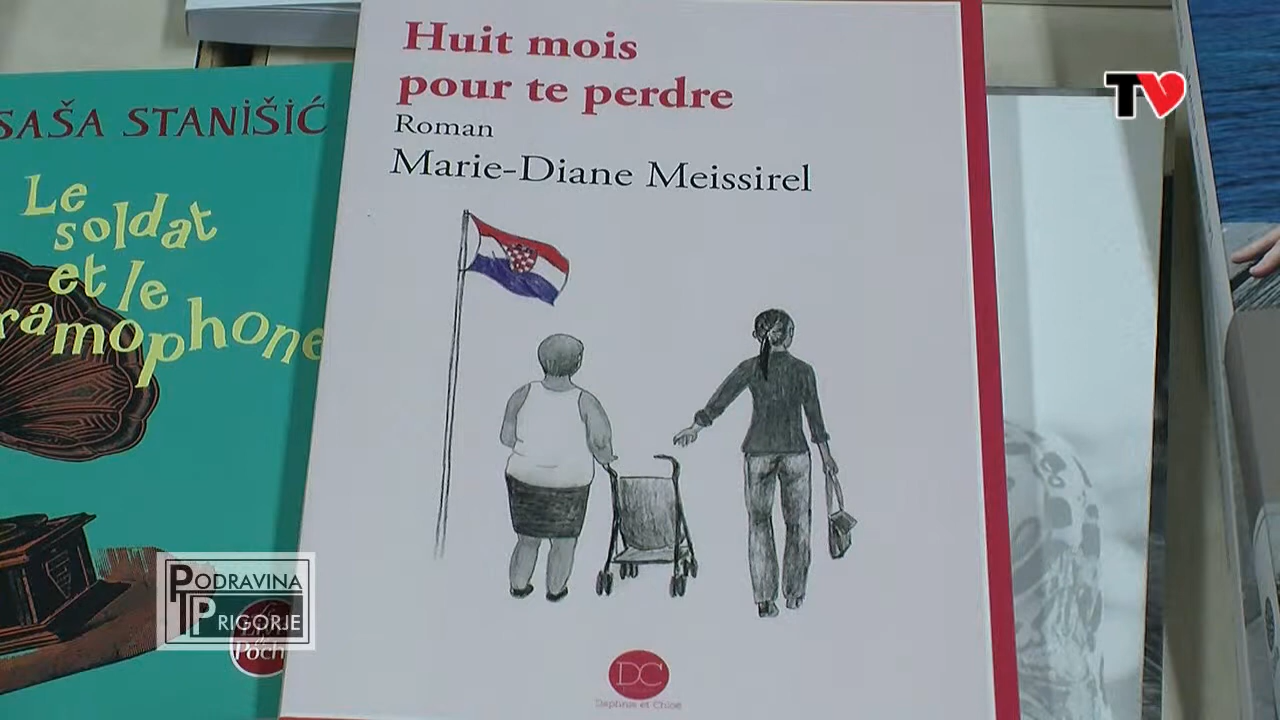 Huit mois
pour te perdre
Roman
Marie-Diane Meissirel
DC
Daphnis et Chloé
SAŠA STANIŠIĆ
Le
soldat
et le
ramophone
Poch
TV
PODRAVINA
PRIGORJE